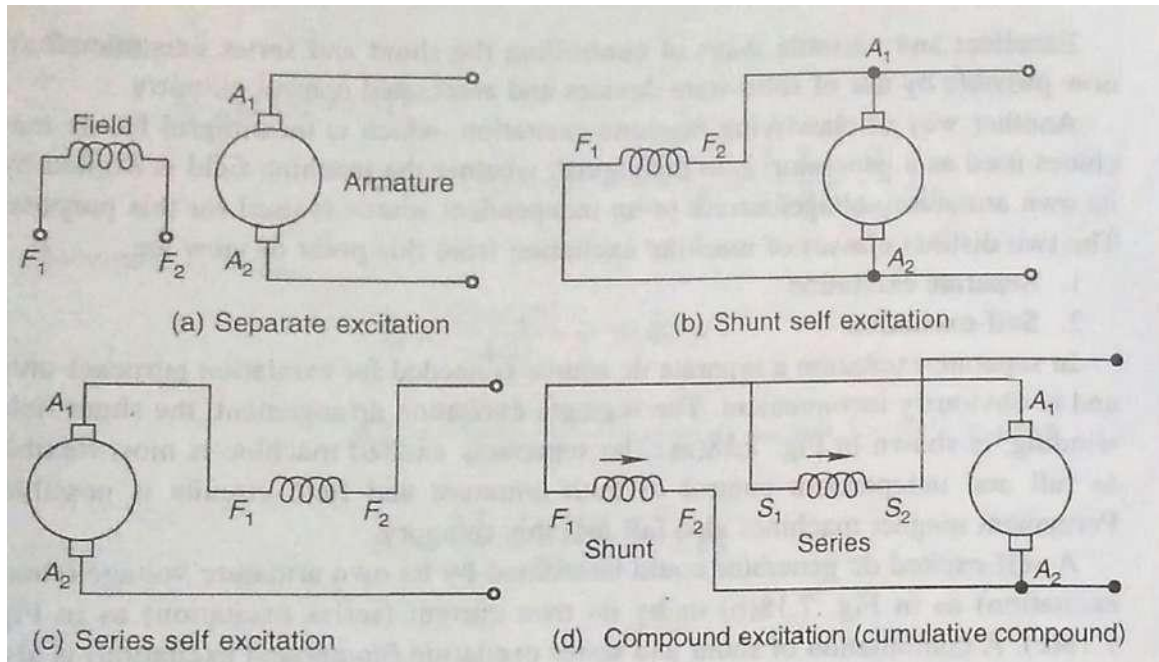 A₁
Field
Armature
F₁
F₂
A₂
(a) Separate excitation
A₁
F₁
F₂
A₂
(b) Shunt self excitation
A₁
F₁
F₂
A₂
(c) Series self excitation
A₁
F₁
F₂
S₁
S₂
Shunt
Series
A₂
(d) Compound excitation (cumulative compound)